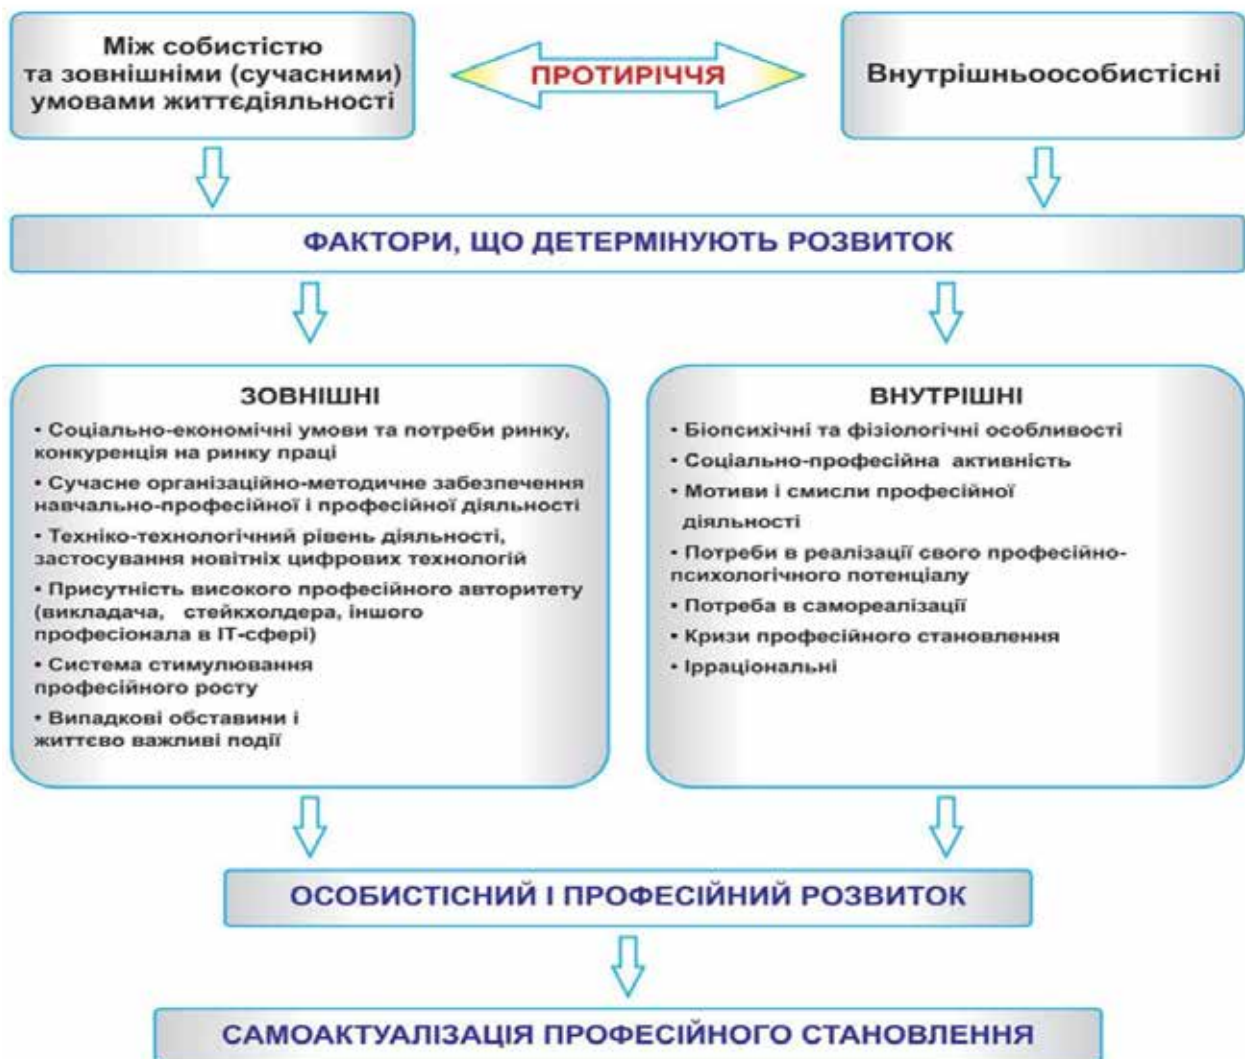 Між собистістю
та зовнішніми (сучасними)
умовами життєдіяльності
ПРОТИРІЧЧЯ
Внутрішньоособистісні
ФАКТОРИ, ЩО ДЕТЕРМІНУЮТЬ РОЗВИТОК
ЗОВНІШНІ
• Соціально-економічні умови та потреби ринку,
конкуренція на ринку праці
• Сучасне організаційно-методичне забезпечення
навчально-професійної і професійної діяльності
• Техніко-технологічний рівень діяльності,
застосування новітніх цифрових технологій
• Присутність високого професійного авторитету
(викладача, стейкхолдера, іншого
професіонала в ІТ-сфері)
• Система стимулювання
професійного росту
• Випадкові обставини і
життєво важливі події
ВНУТРІШНІ
• Біопсихічні та фізіологічні особливості
• Соціально-професійна активність
• Мотиви і смисли професійної
діяльності
• Потреби в реалізації свого професійно-
психологічного потенціалу
• Потреба в самореалізації
• Кризи професійного становлення
• Ірраціональні
ОСОБИСТІСНИЙ І ПРОФЕСІЙНИЙ РОЗВИТОК
САМОАКТУАЛІЗАЦІЯ ПРОФЕСІЙНОГО СТАНОВЛЕННЯ